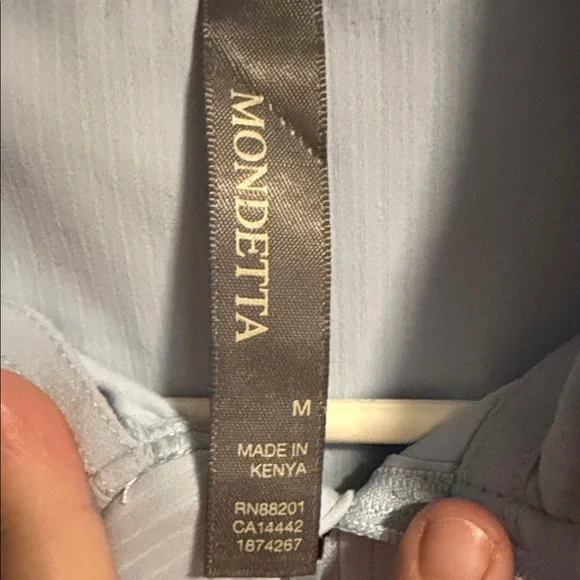 MONDETTA
M
MADE IN
KENYA
RN88201
CA14442
1874267